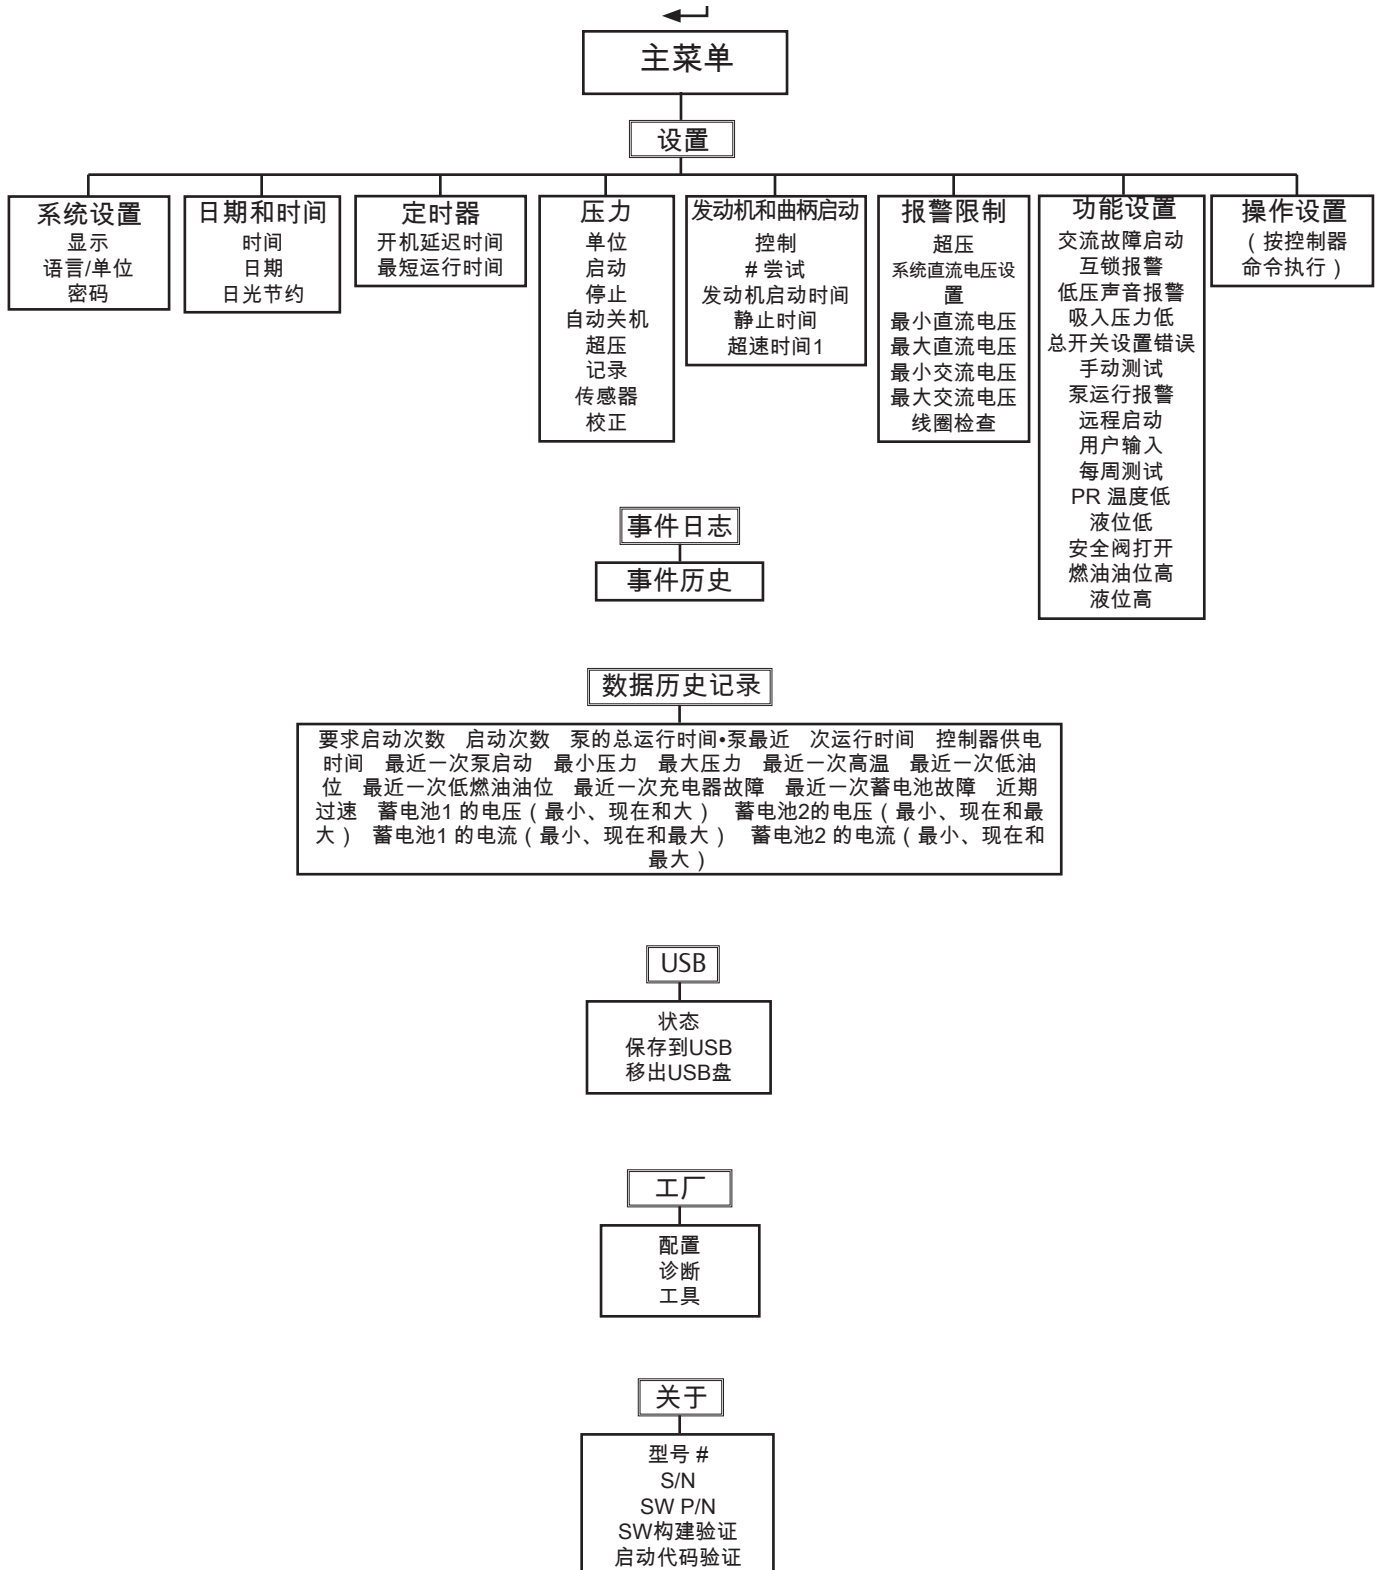 主菜单
设置
系统设置
显示
语言/单位
密码
日期和时间
时间
日期
日光节约
定时器
开机延迟时间
最短运行时间
压力
单位
启动
停止
自动关机
超压
记录
传感器
校正
发动机和曲柄启动
控制
# 尝试
发动机启动时间
静止时间
超速时间1
报警限制
超压
系统直流电压设
置
最小直流电压
最大直流电压
最小交流电压
最大交流电压
线圈检查
功能设置
交流故障启动
互锁报警
低压声音报警
吸入压力低
总开关设置错误
手动测试
泵运行报警
远程启动
用户输入
每周测试
PR 温度低
液位低
安全阀打开
燃油油位高
液位高
操作设置
（按控制器
命令执行）
事件日志
事件历史
数据历史记录
要求启动次数 启动次数 泵的总运行时间•泵最近 次运行时间 控制器供电
时间 最近一次泵启动 最小压力 最大压力 最近一次高温 最近一次低油
位 最近一次低燃油油位 最近一次充电器故障 最近一次蓄电池故障 近期
过速 蓄电池1 的电压（最小、现在和大） 蓄电池2的电压（最小、现在和最
大） 蓄电池1 的电流（最小、现在和最大） 蓄电池2 的电流（最小、现在和
最大）
USB
状态
保存到USB
移出USB盘
工厂
配置
诊断
工具
关于
型号 #
S/N
SW P/N
SW构建验证
启动代码验证